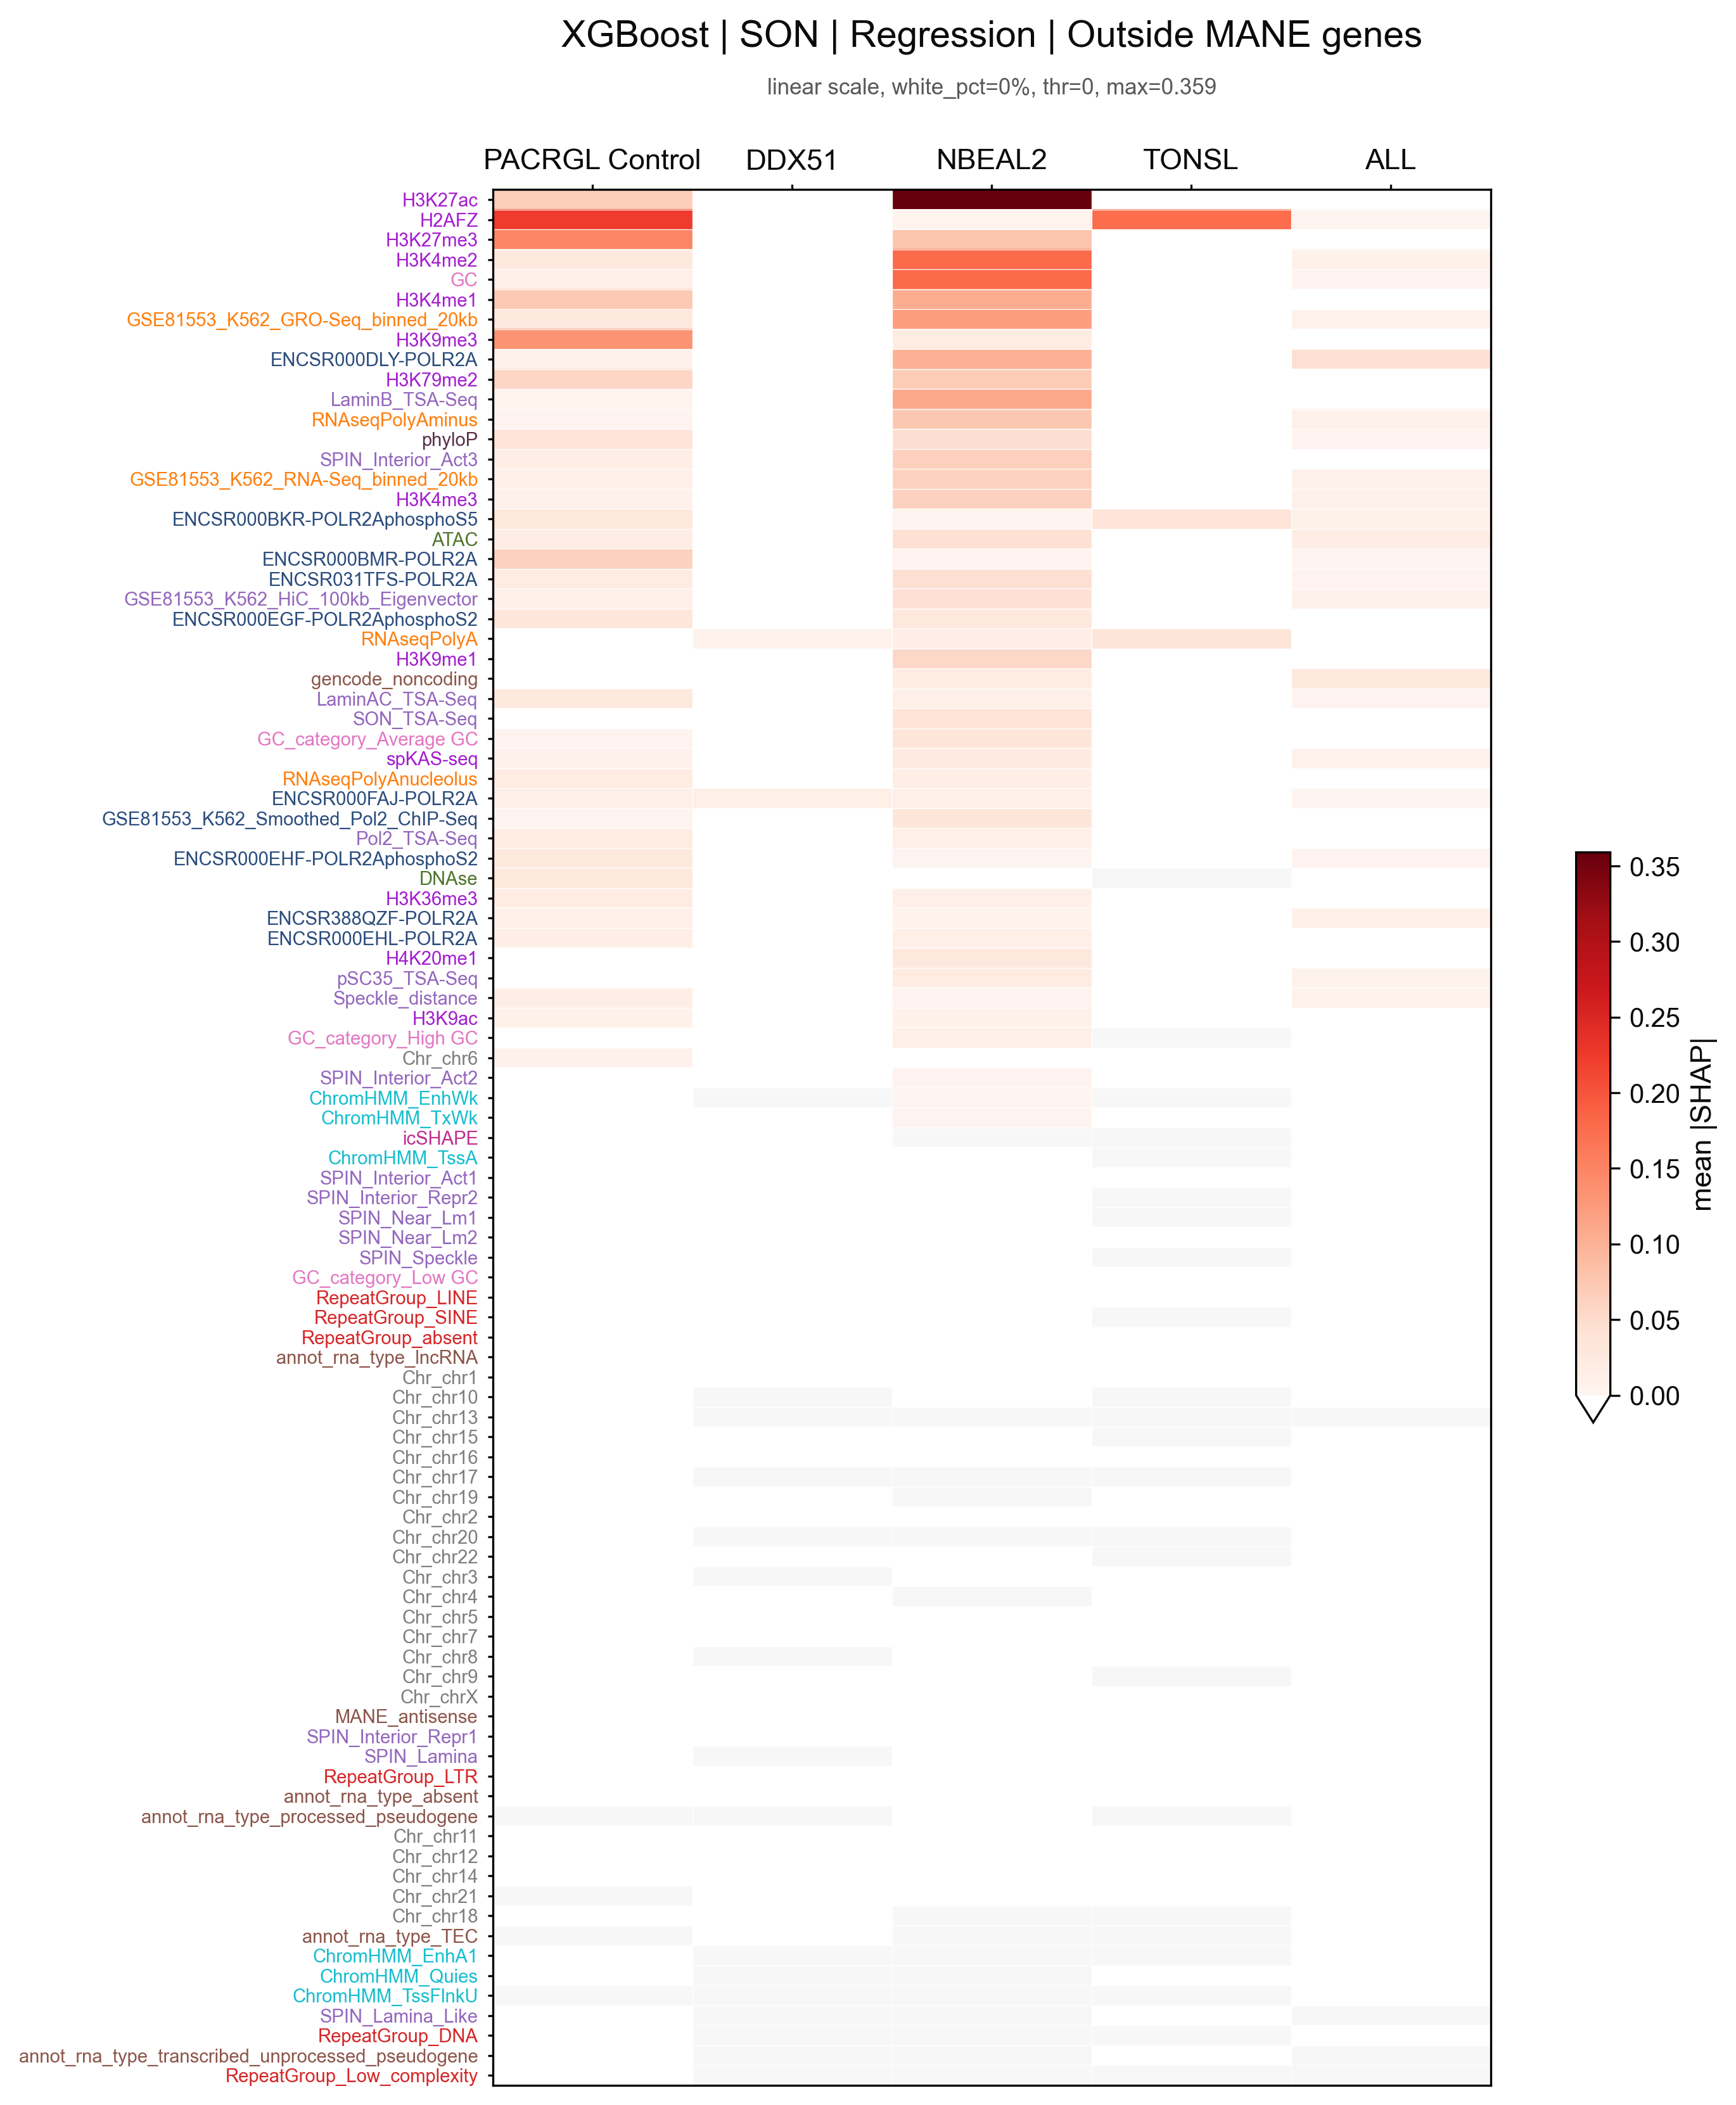 XGBoost | SON | Regression | Outside MANE genes
linear scale, white_pct=0%, thr=0, max=0.359
PACRGL Control DDX51 NBEAL2 TONSL ALL
H3K27ac
H2AFZ
H3K27me3
H3K4me2
GC
H3K4me1
GSE81553_K562_GRO-Seq_binned_20kb
H3K9me3
ENCSR000DLY-POLR2A
H3K79me2
LaminB_TSA-Seq
RNAseqPolyAminus
phyloP
SPIN_Interior_Act3
GSE81553_K562_RNA-Seq_binned_20kb
H3K4me3
ENCSR000BKR-POLR2AphosphoS5
ATAC
ENCSR000BMR-POLR2A
ENCSR031TFS-POLR2A
GSE81553_K562_HiC_100kb_Eigenvector
ENCSR000EGF-POLR2AphosphoS2
RNAseqPolyA
H3K9me1
gencode_noncoding
LaminAC_TSA-Seq
SON_TSA-Seq
GC_category_Average GC
spKAS-seq
RNAseqPolyAnucleolus
ENCSR000FAJ-POLR2A
GSE81553_K562_Smoothed_Pol2_ChIP-Seq
Pol2_TSA-Seq
ENCSR000EHF-POLR2AphosphoS2
DNAse
H3K36me3
ENCSR388QZF-POLR2A
ENCSR000EHL-POLR2A
H4K20me1
pSC35_TSA-Seq
Speckle_distance
H3K9ac
GC_category_High GC
Chr_chr6
SPIN_Interior_Act2
ChromHMM_EnhWk
ChromHMM_TxWk
icSHAPE
ChromHMM_TssA
SPIN_Interior_Act1
SPIN_Interior_Repr2
SPIN_Near_Lm1
SPIN_Near_Lm2
SPIN_Speckle
GC_category_Low GC
RepeatGroup_LINE
RepeatGroup_SINE
RepeatGroup_absent
annot_rna_type_lncRNA
Chr_chr1
Chr_chr10
Chr_chr13
Chr_chr15
Chr_chr16
Chr_chr17
Chr_chr19
Chr_chr2
Chr_chr20
Chr_chr22
Chr_chr3
Chr_chr4
Chr_chr5
Chr_chr7
Chr_chr8
Chr_chr9
Chr_chrX
MANE_antisense
SPIN_Interior_Repr1
SPIN_Lamina
RepeatGroup_LTR
annot_rna_type_absent
annot_rna_type_processed_pseudogene
Chr_chr11
Chr_chr12
Chr_chr14
Chr_chr21
Chr_chr18
annot_rna_type_TEC
ChromHMM_EnhA1
ChromHMM_Quies
ChromHMM_TssFlnkU
SPIN_Lamina_Like
RepeatGroup_DNA
annot_rna_type_transcribed_unprocessed_pseudogene
RepeatGroup_Low_complexity
0.35
0.30
0.25
0.20
0.15
0.10
0.05
0.00
mean |SHAP|